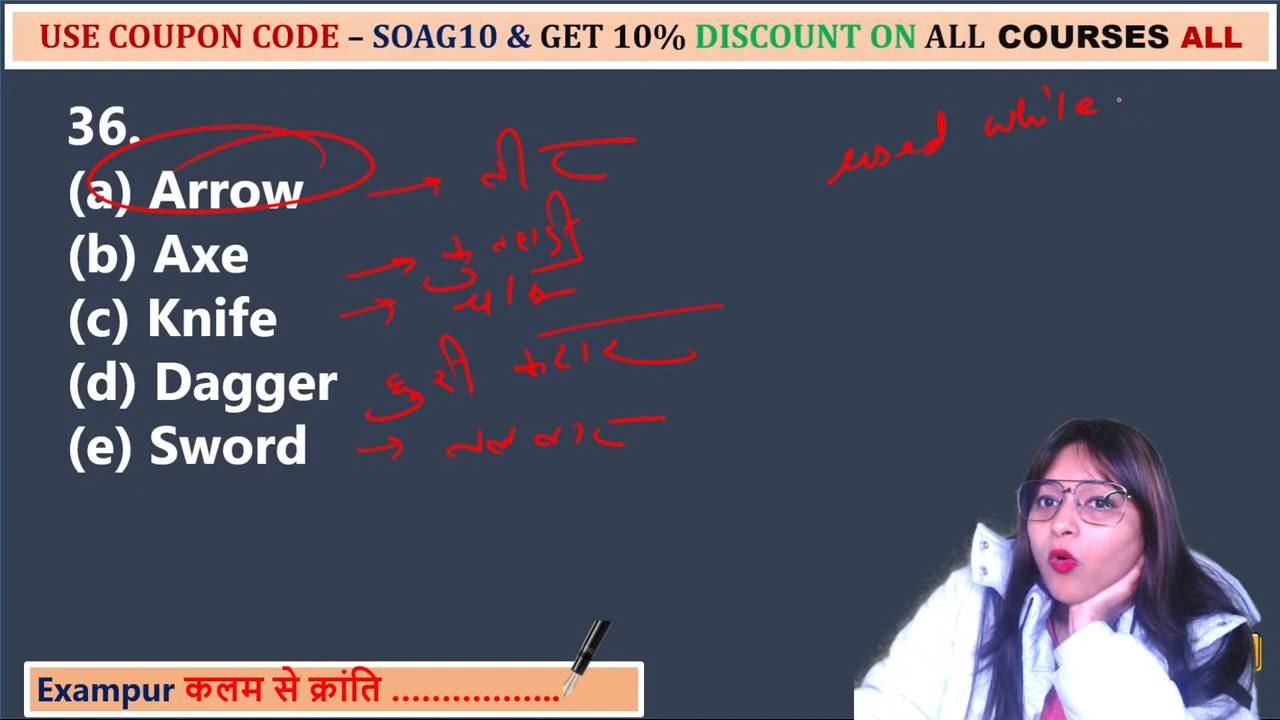 USE COUPON CODE – SOAG10 & GET 10% DISCOUNT ON ALL COURSES ALL
used while
36.
(a) Arrow → तीर
(b) Axe → कुल्हाड़ी
(c) Knife → चाकू
(d) Dagger छुरी कटार
(e) Sword → तलवार
Exampur कलम से क्रांति ………………..